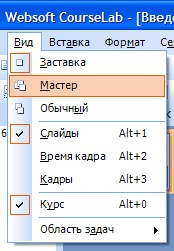 Websoft CourseLab - [Введе
Вид Вставка Формат С
Заставка
Мастер
Обычный
6
Слайды Alt+1
Время кадра Alt+2
Кадры Alt+3
Курс Alt+0
Область задач